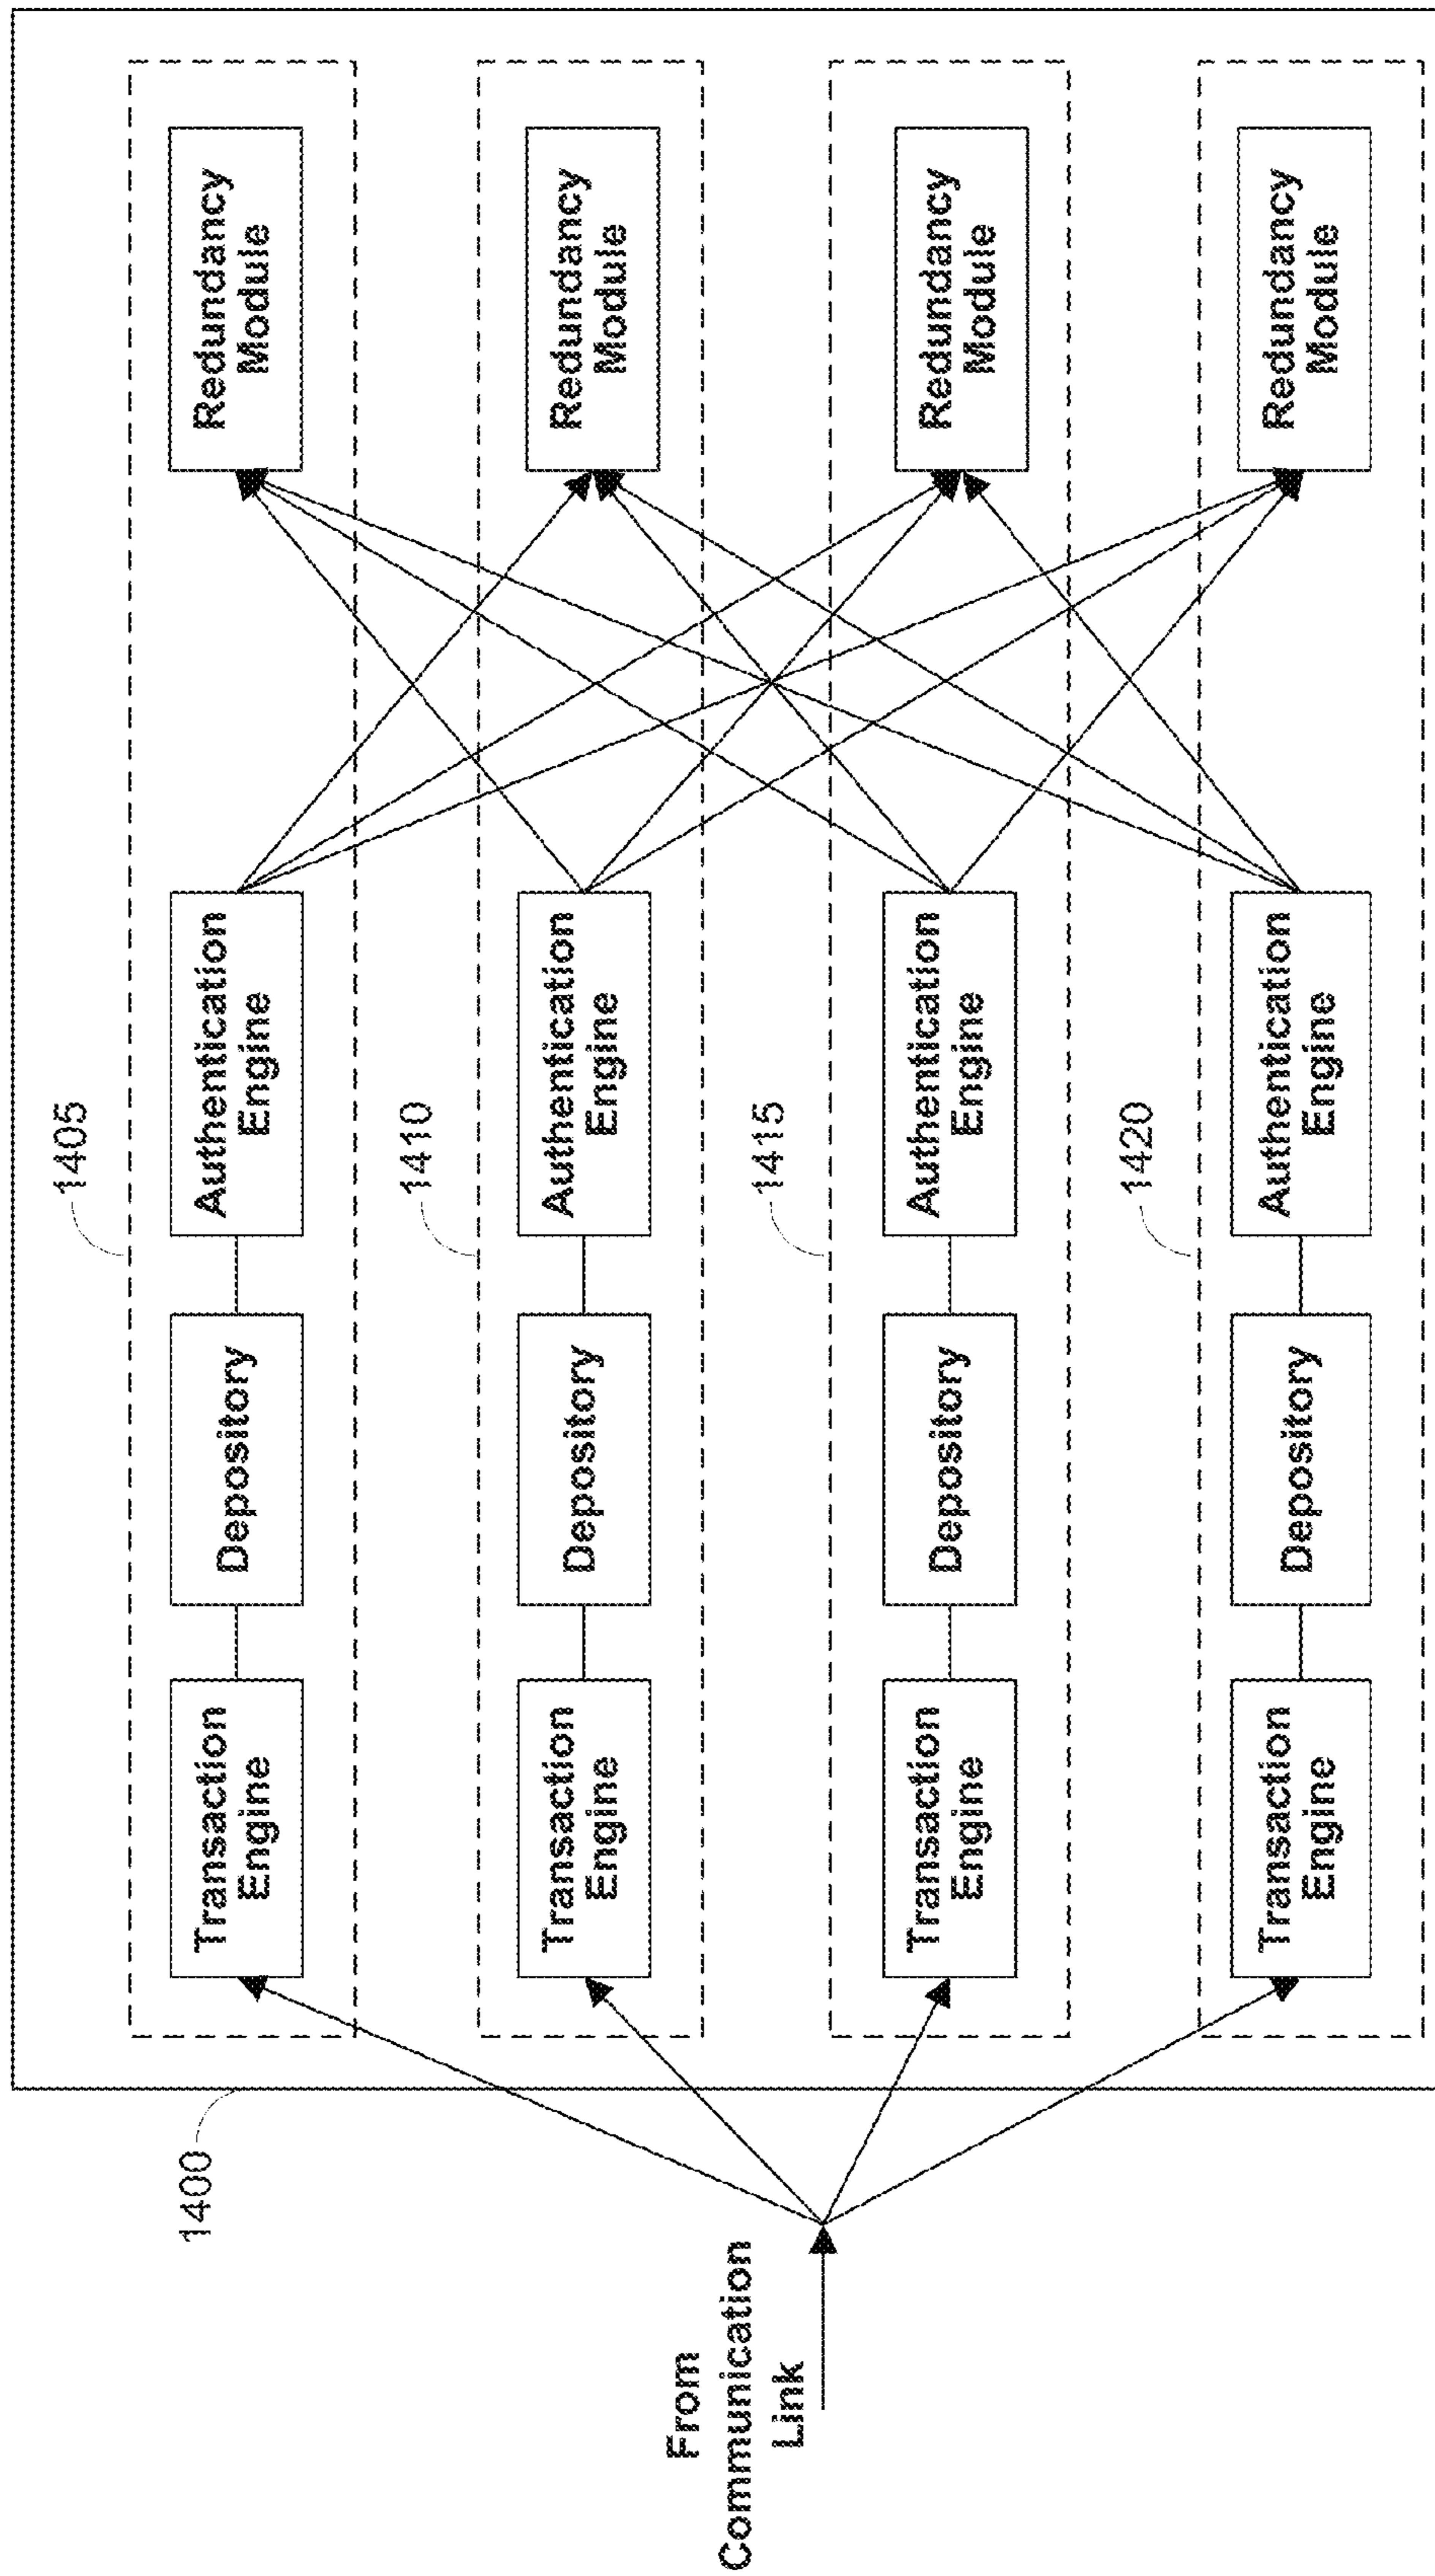 From
Communication
Link
1400
1405
Transaction
Engine
Depository
Authentication
Engine
Redundancy
Module
1410
Transaction
Engine
Depository
Authentication
Engine
Redundancy
Module
1415
Transaction
Engine
Depository
Authentication
Engine
Redundancy
Module
1420
Transaction
Engine
Depository
Authentication
Engine
Redundancy
Module